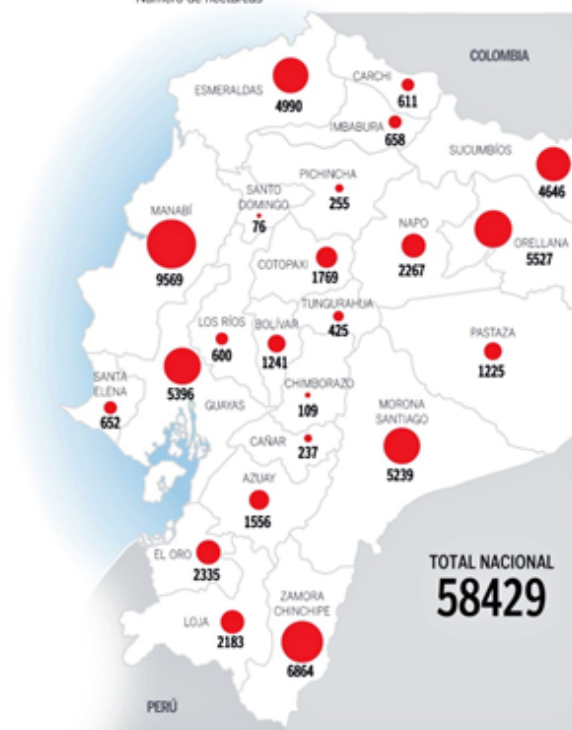 Número de hectáreas
COLOMBIA
ESMERALDAS
4990
CARCHI
611
IMBABURA
658
SUCUMBÍOS
4646
PICHINCHA
255
SANTO
DOMINGO
76
MANABÍ
9569
NAPO
2267
ORELLANA
5527
COTOPAXI
1769
TUNGURAHUA
425
LOS RÍOS
600
BOLÍVAR
1241
PASTAZA
1225
SANTA
ELENA
652
5396
GUAYAS
CHIMBORAZO
109
MORONA
SANTIAGO
5239
CAÑAR
237
AZUAY
1556
EL ORO
2335
TOTAL NACIONAL
58429
ZAMORA
CHINCHIPE
6864
LOJA
2183
PERÚ